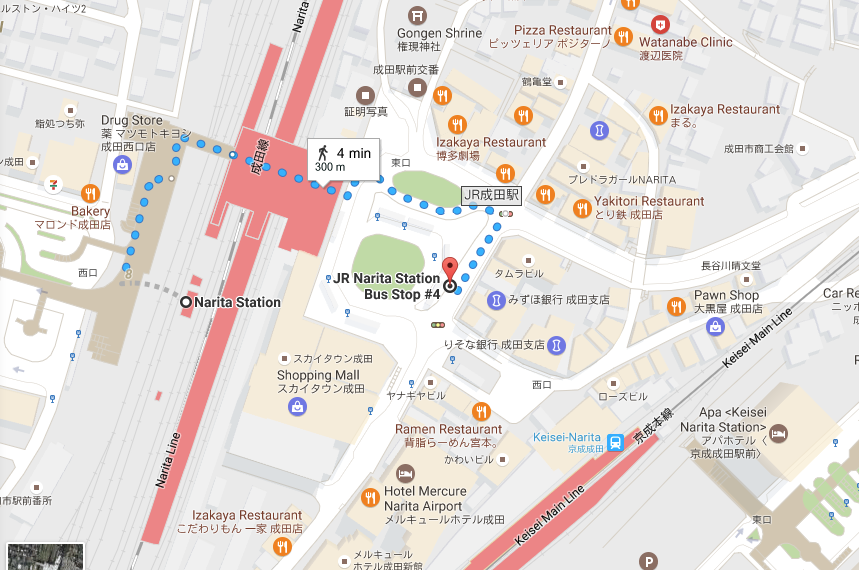 ルストン・ハイツ2
Narita
Gongen Shrine
権現神社
Pizza Restaurant
ピッツェリア ポジターノ
Watanabe Clinic
渡辺医院
成田駅前交番
鶴亀堂
証明写真
Drug Store
薬 マツモトキヨシ
成田西口店
鮨処つち弥
Izakaya Restaurant
まる。
Izakaya Restaurant
博多劇場
成田線
4 min
300 m
東口
成田市商工会館
ン成田
プレドラガールNARITA
JR成田駅
Yakitori Restaurant
とり鉄 成田店
Bakery
マロンド成田店
西口
JR Narita Station
Bus Stop #4
タムラビル
長谷川晴文堂
Narita Station
みずほ銀行 成田支店
Pawn Shop
大黒屋 成田店
Car Re
ニッポ
成
Keisei Main Line
りそな銀行 成田支店
スカイタウン成田
Shopping Mall
スカイタウン成田
ヤナギヤビル
西口
ローズビル
Ramen Restaurant
背脂らーめん宮本。
Keisei-Narita
京成成田
京成本線
Apa <Keisei
Narita Station>
アパホテル〈
京成成田駅前〉
Narita Line
かわいビル
Hotel Mercure
Narita Airport
メルキュールホテル成田
市駅前番所
Keisei Main Line
Izakaya Restaurant
こだわりもん 一家 成田店
東口
メルキュール
ホテル成田新館
P